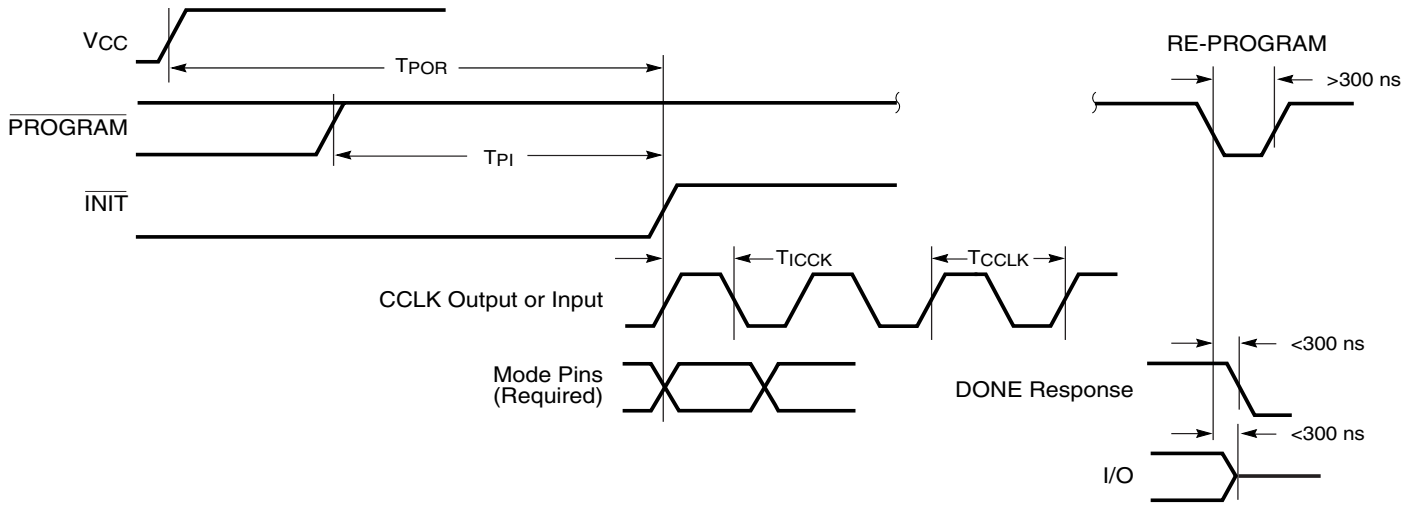 VCC
RE-PROGRAM
TPOR
>300 ns
PROGRAM
TPI
INIT
TICCK
TCCLK
CCLK Output or Input
<300 ns
Mode Pins
(Required)
DONE Response
<300 ns
I/O